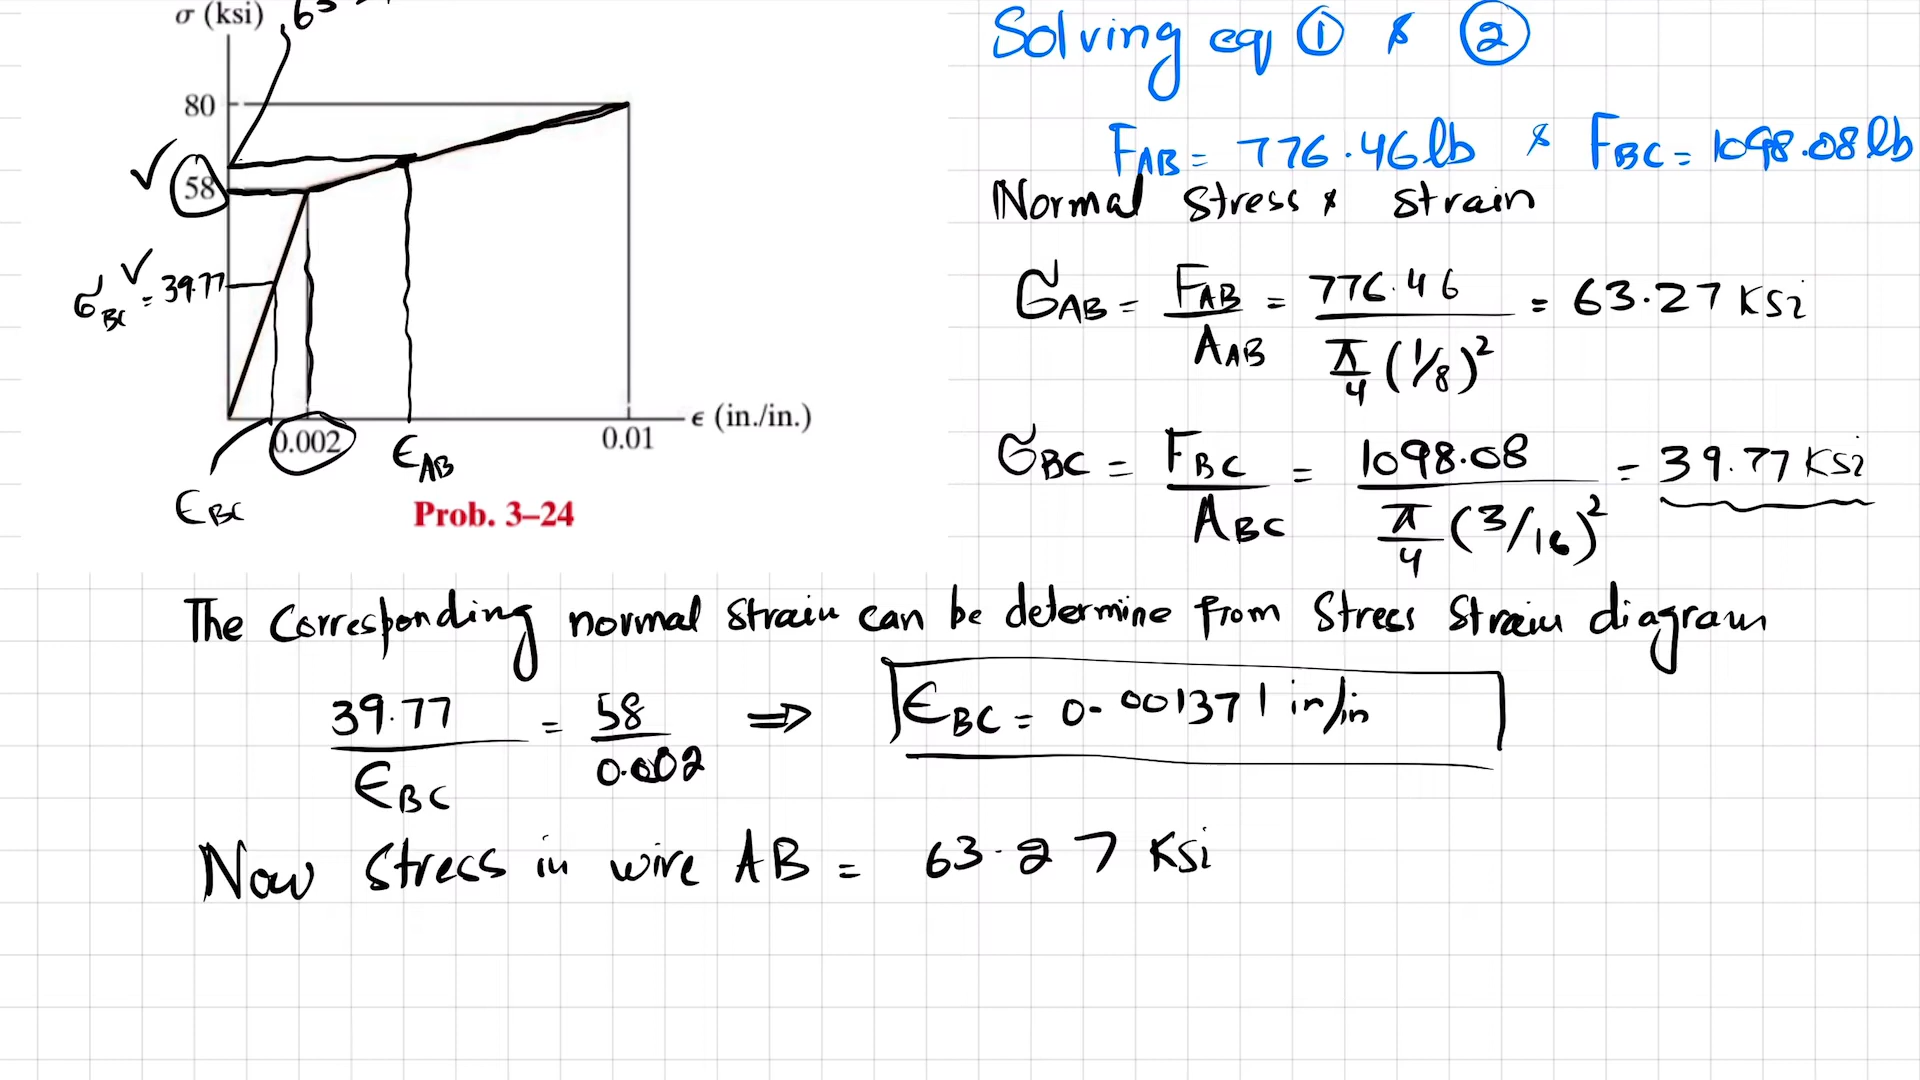 σ (ksi)
80
58
σBC = 39.77
0.002
0.01
ϵ (in./in.)
ϵAB
ϵBC
Prob. 3–24
Solving eq ① & ②
FAB = 776.46 lb & FBC = 1098.08 lb
Normal Stress & Strain
σAB = FAB / AAB = 776.46 / π/4 (1/8)² = 63.27 Ksi
σBC = FBC / ABC = 1098.08 / π/4 (3/16)² = 39.77 Ksi
The Corresponding normal Strain can be determine from Stress Strain diagram
39.77 / ϵBC = 58 / 0.002 ⇒ ϵBC = 0.001371 in/in
Now Stress in wire AB = 63.27 Ksi